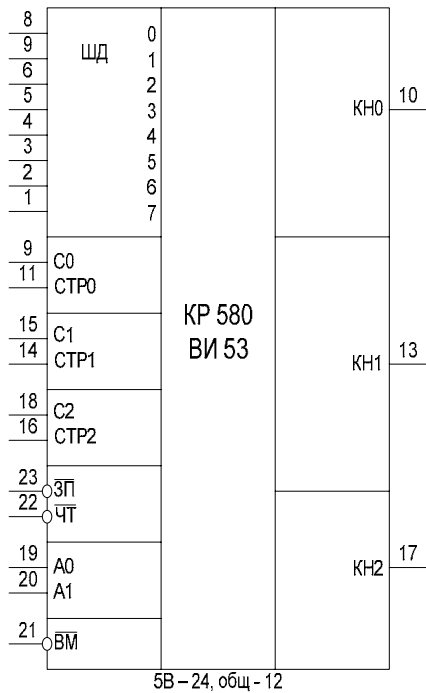 8 0
9 ШД 1
6 2
5 3 КН0 10
4 4
3 5
2 6
1 7
9 С0
11 СТР0
КР 580
15 С1
ВИ 53
14 СТР1 КН1 13
18 С2
16 СТР2
23 ЗП
22 ЧТ
19 А0 КН2 17
20 А1
21 ВМ
5В – 24, общ - 12